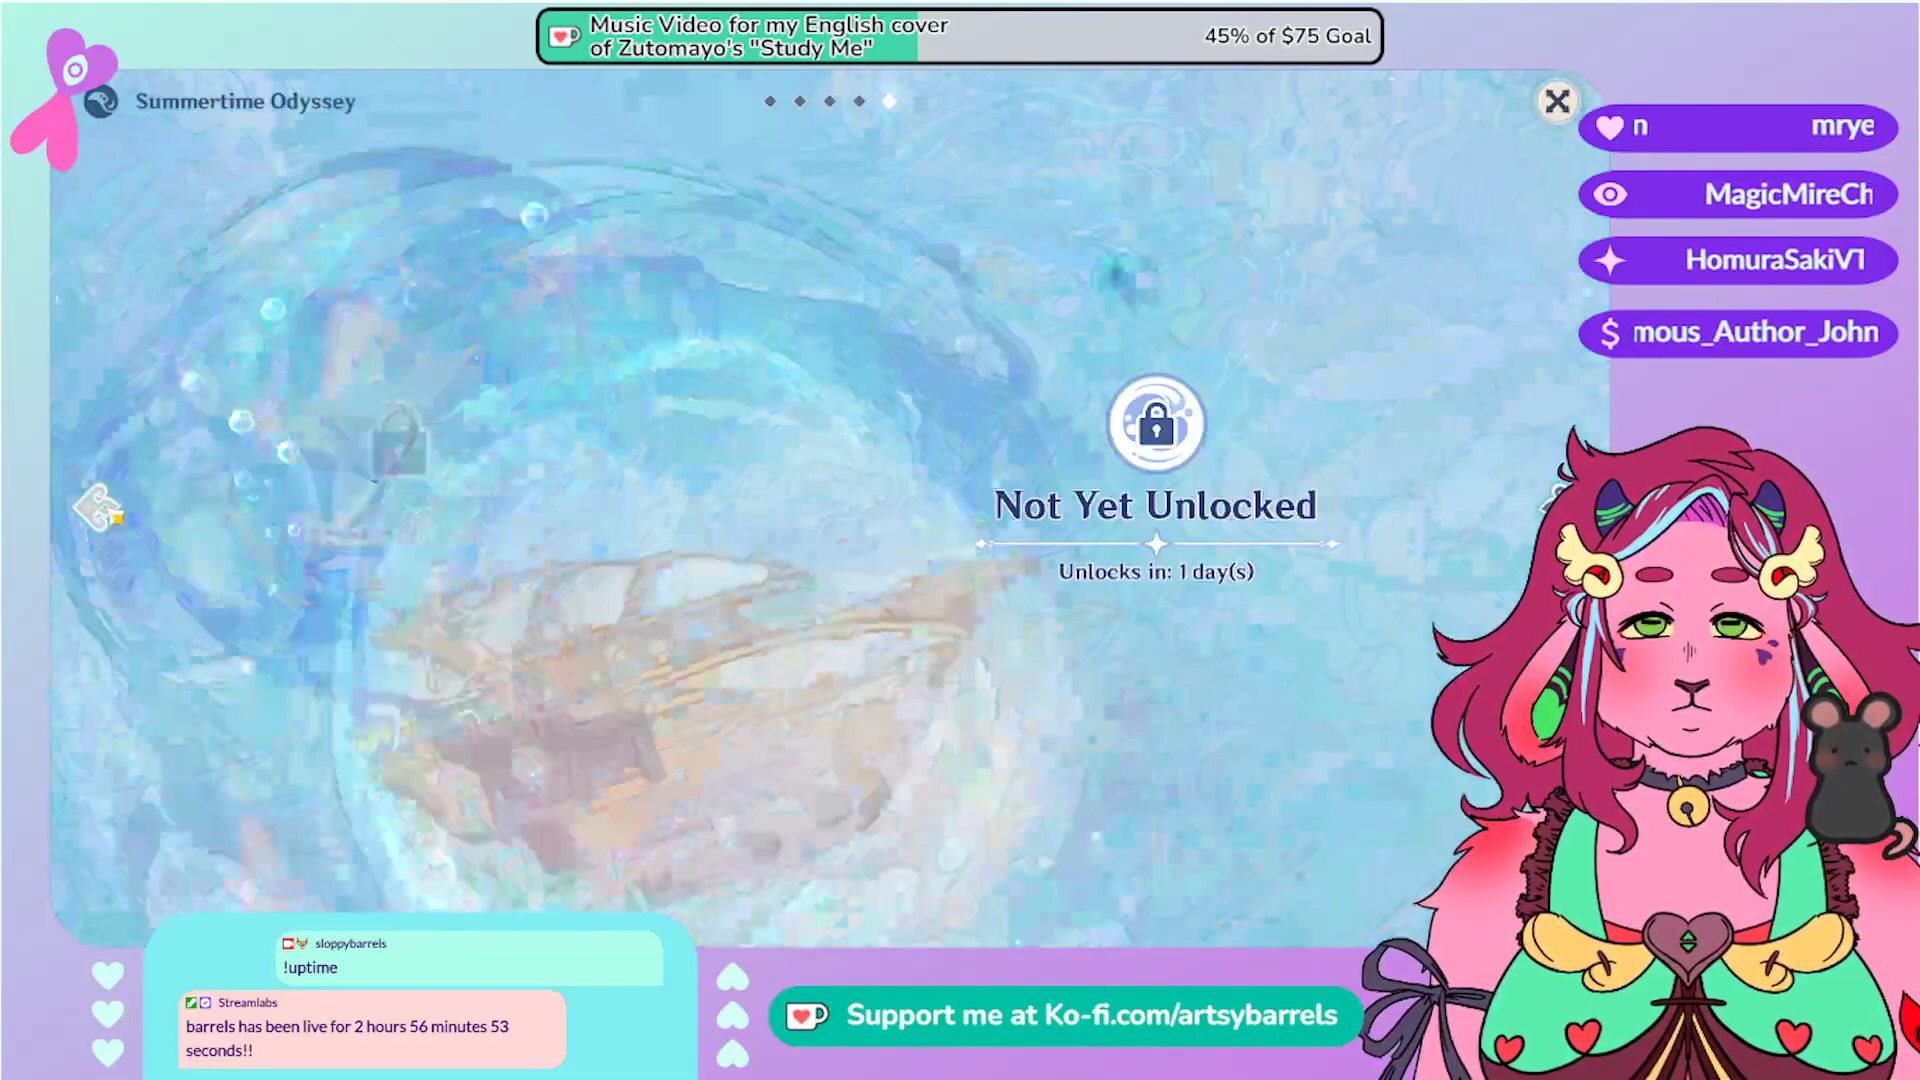 Music Video for my English cover
of Zutomayo's "Study Me"
45% of $75 Goal
Summertime Odyssey
n mrye
MagicMireCh
HomuraSakiVT
mous_Author_John
Not Yet Unlocked
Unlocks in: 1 day(s)
sloppybarrels
!uptime
Streamlabs
barrels has been live for 2 hours 56 minutes 53
seconds!!
Support me at Ko-fi.com/artsybarrels